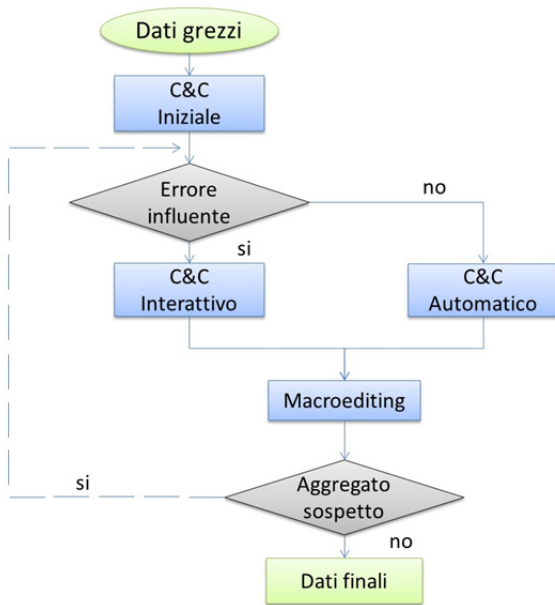 Dati grezzi
C&C
Iniziale
Errore
influente
no
si
C&C
Interattivo
C&C
Automatico
Macroediting
si
Aggregato
sospetto
no
Dati finali